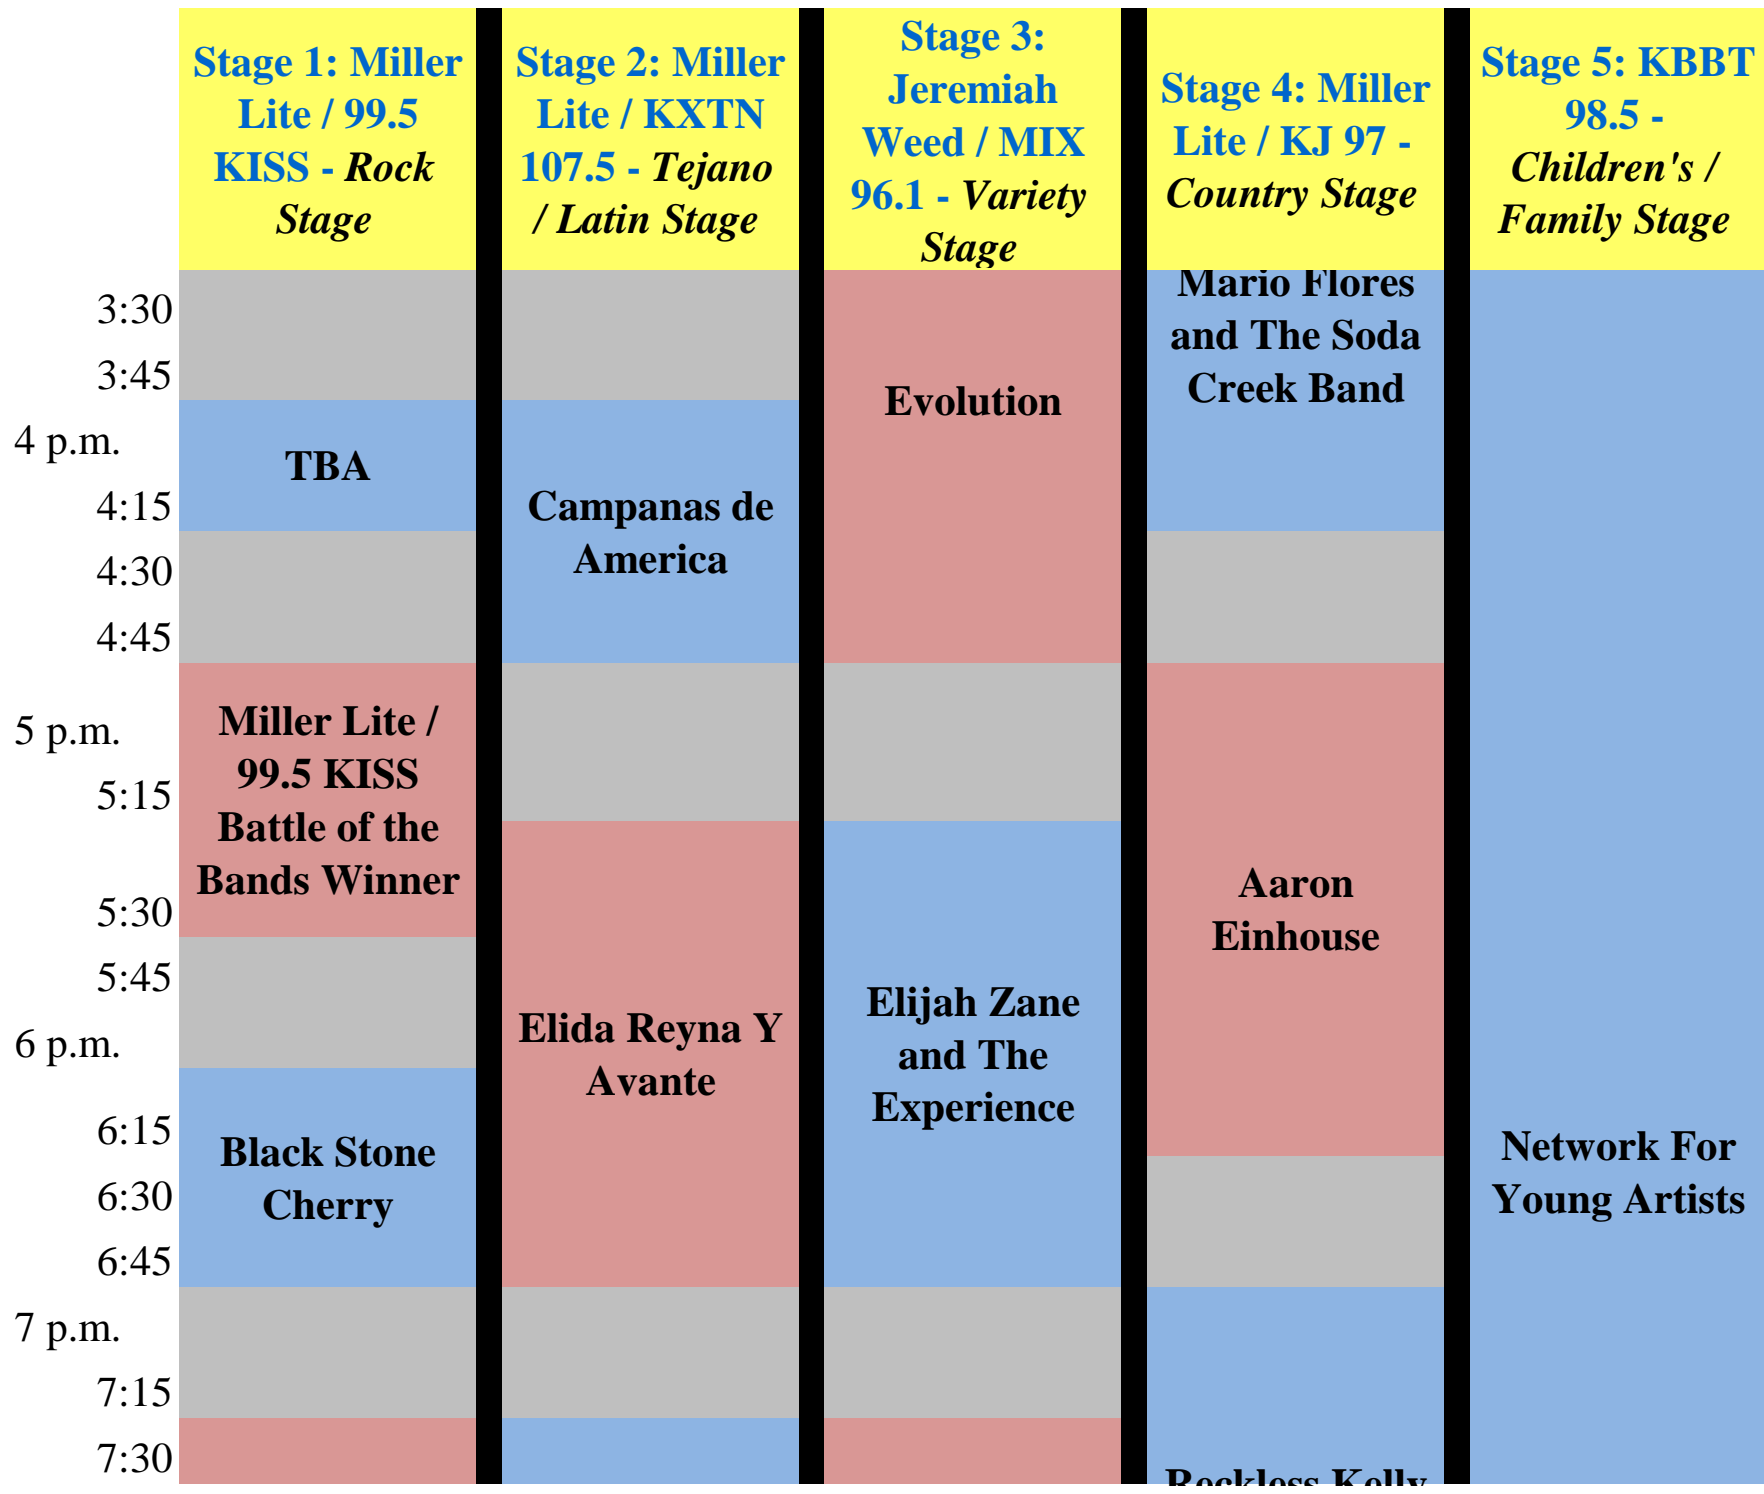 Stage 1: Miller
Lite / 99.5
KISS - Rock
Stage
Stage 2: Miller
Lite / KXTN
107.5 - Tejano
/ Latin Stage
Stage 3:
Jeremiah
Weed / MIX
96.1 - Variety
Stage
Stage 4: Miller
Lite / KJ 97 -
Country Stage
Stage 5: KBBT
98.5 -
Children's /
Family Stage
3:30
3:45
4 p.m.
4:15
4:30
4:45
5 p.m.
5:15
5:30
5:45
6 p.m.
6:15
6:30
6:45
7 p.m.
7:15
7:30
TBA
Miller Lite /
99.5 KISS
Battle of the
Bands Winner
Black Stone
Cherry
Campanas de
America
Elida Reyna Y
Avante
Evolution
Elijah Zane
and The
Experience
Mario Flores
and The Soda
Creek Band
Aaron
Einhouse
Reckless Kelly
Network For
Young Artists